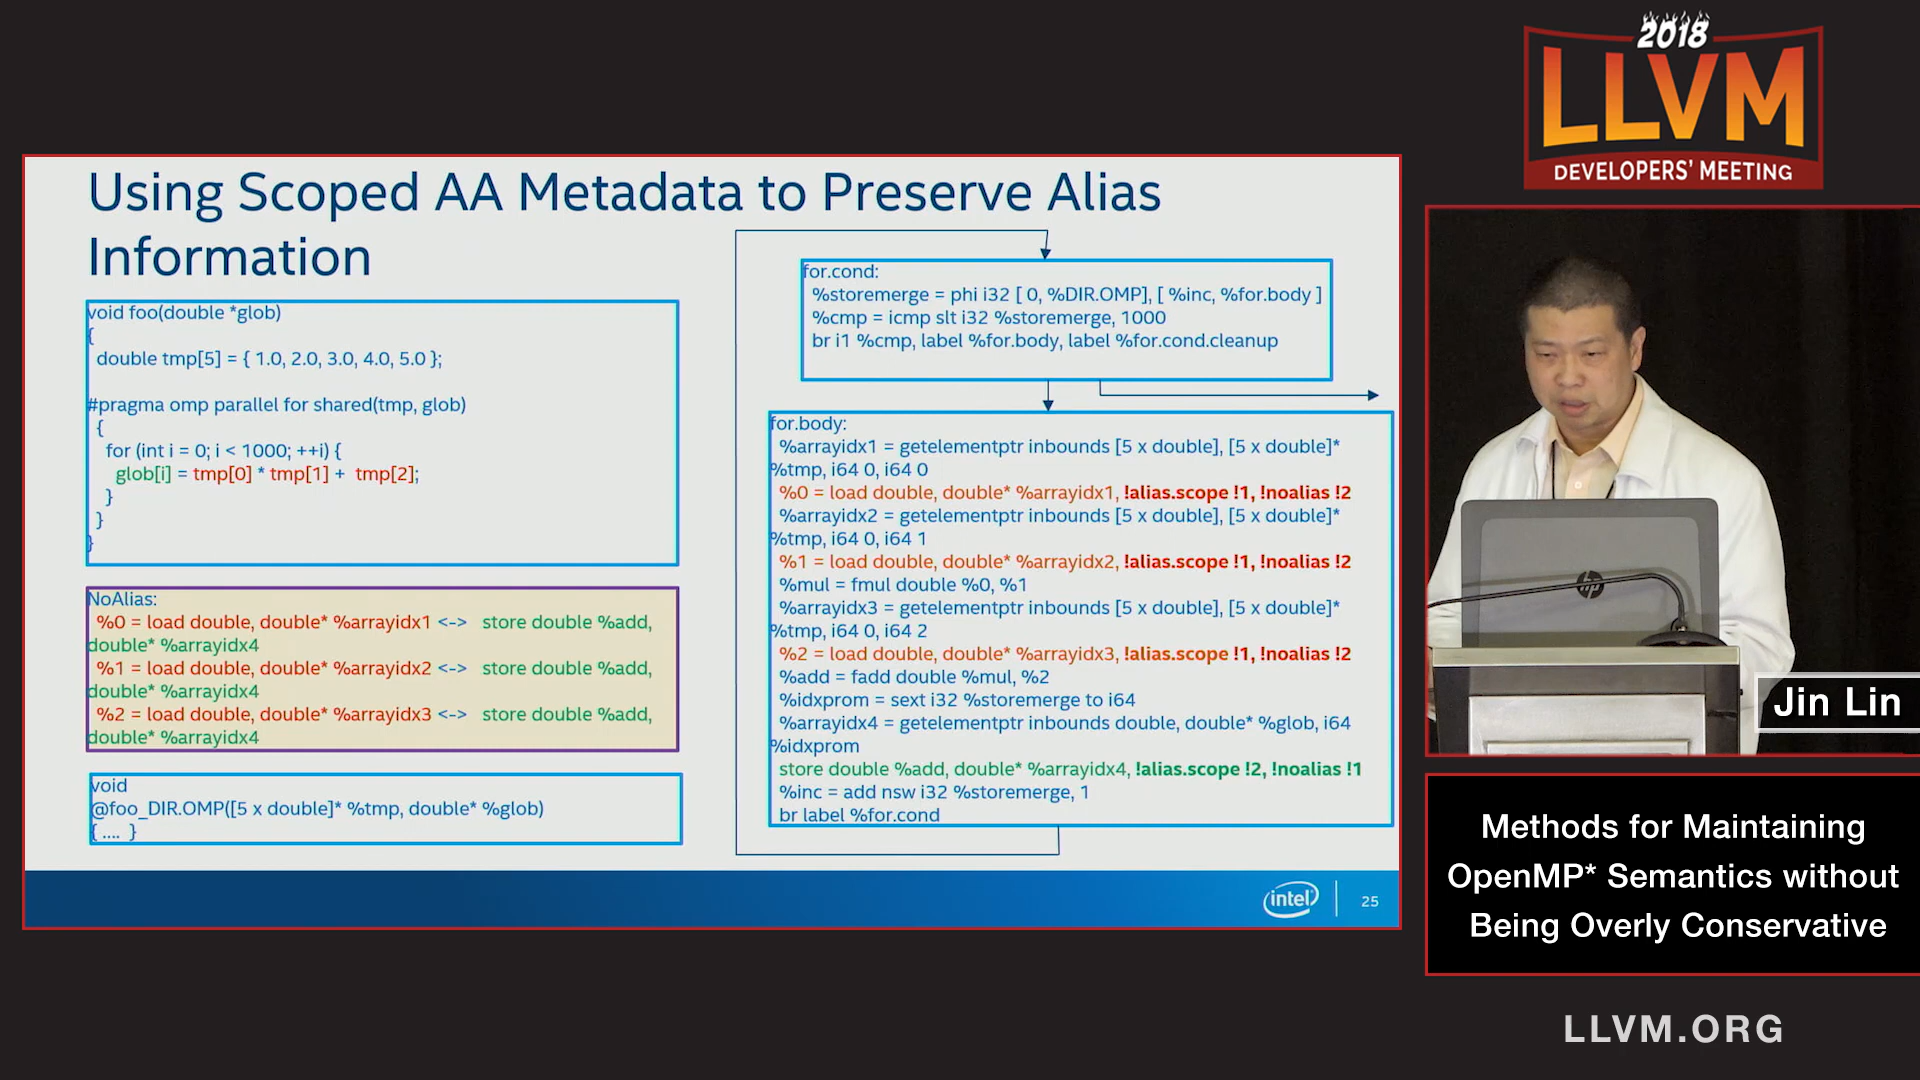 2018
LLVM
DEVELOPERS' MEETING
Using Scoped AA Metadata to Preserve Alias
Information
void foo(double *glob)
{
double tmp[5] = { 1.0, 2.0, 3.0, 4.0, 5.0 };
#pragma omp parallel for shared(tmp, glob)
{
for (int i = 0; i < 1000; ++i) {
glob[i] = tmp[0] * tmp[1] + tmp[2];
}
}
}
NoAlias:
%0 = load double, double* %arrayidx1 <-> store double %add,
double* %arrayidx4
%1 = load double, double* %arrayidx2 <-> store double %add,
double* %arrayidx4
%2 = load double, double* %arrayidx3 <-> store double %add,
double* %arrayidx4
void
@foo_DIR.OMP([5 x double]* %tmp, double* %glob)
{ .... }
for.cond:
%storemerge = phi i32 [ 0, %DIR.OMP], [ %inc, %for.body ]
%cmp = icmp slt i32 %storemerge, 1000
br i1 %cmp, label %for.body, label %for.cond.cleanup
for.body:
%arrayidx1 = getelementptr inbounds [5 x double], [5 x double]*
%tmp, i64 0, i64 0
%0 = load double, double* %arrayidx1, !alias.scope !1, !noalias !2
%arrayidx2 = getelementptr inbounds [5 x double], [5 x double]*
%tmp, i64 0, i64 1
%1 = load double, double* %arrayidx2, !alias.scope !1, !noalias !2
%mul = fmul double %0, %1
%arrayidx3 = getelementptr inbounds [5 x double], [5 x double]*
%tmp, i64 0, i64 2
%2 = load double, double* %arrayidx3, !alias.scope !1, !noalias !2
%add = fadd double %mul, %2
%idxprom = sext i32 %storemerge to i64
%arrayidx4 = getelementptr inbounds double, double* %glob, i64
%idxprom
store double %add, double* %arrayidx4, !alias.scope !2, !noalias !1
%inc = add nsw i32 %storemerge, 1
br label %for.cond
intel
25
hp
Jin Lin
Methods for Maintaining
OpenMP* Semantics without
Being Overly Conservative
LLVM.ORG